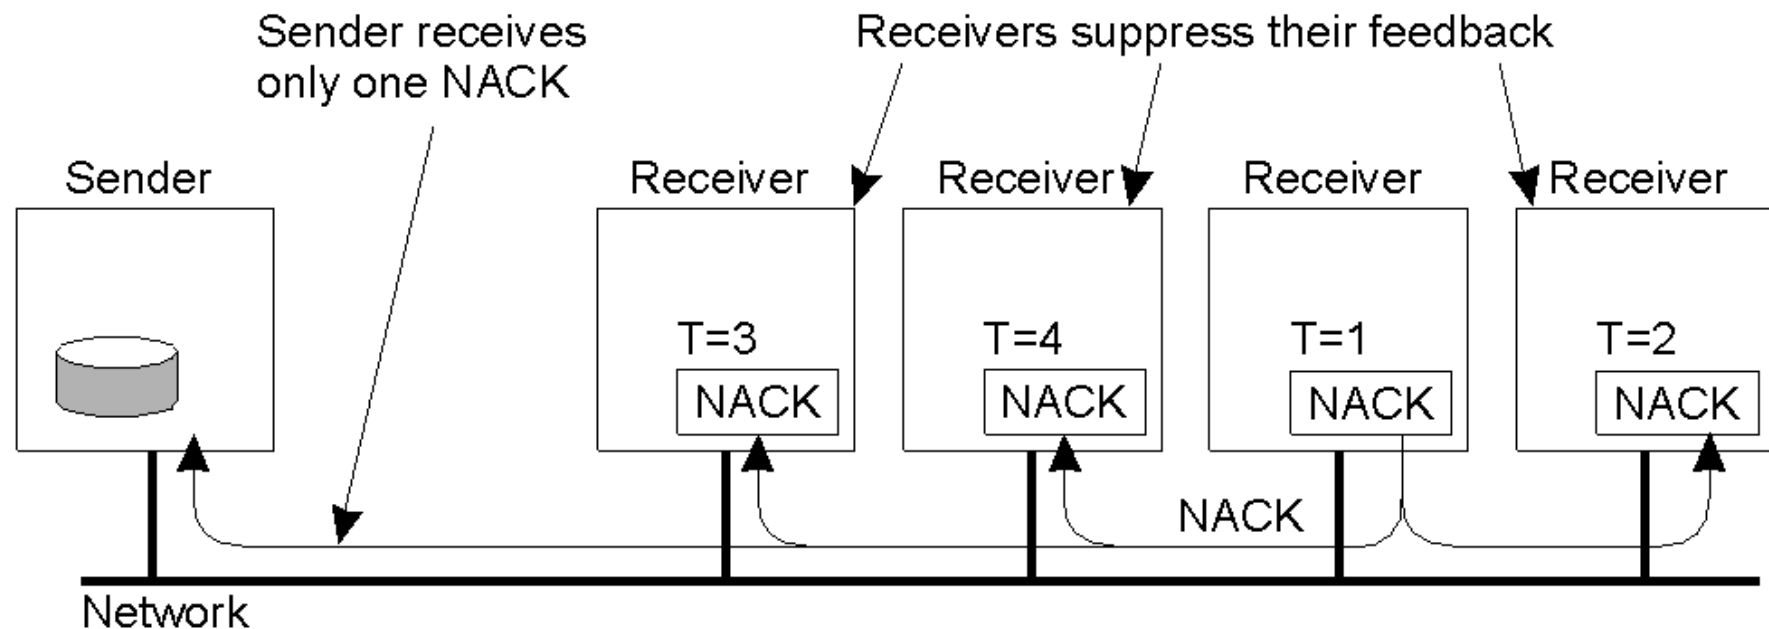 Sender receives
only one NACK
Receivers suppress their feedback
Sender
Receiver
Receiver
Receiver
Receiver
T=3
T=4
T=1
T=2
NACK
NACK
NACK
NACK
NACK
Network